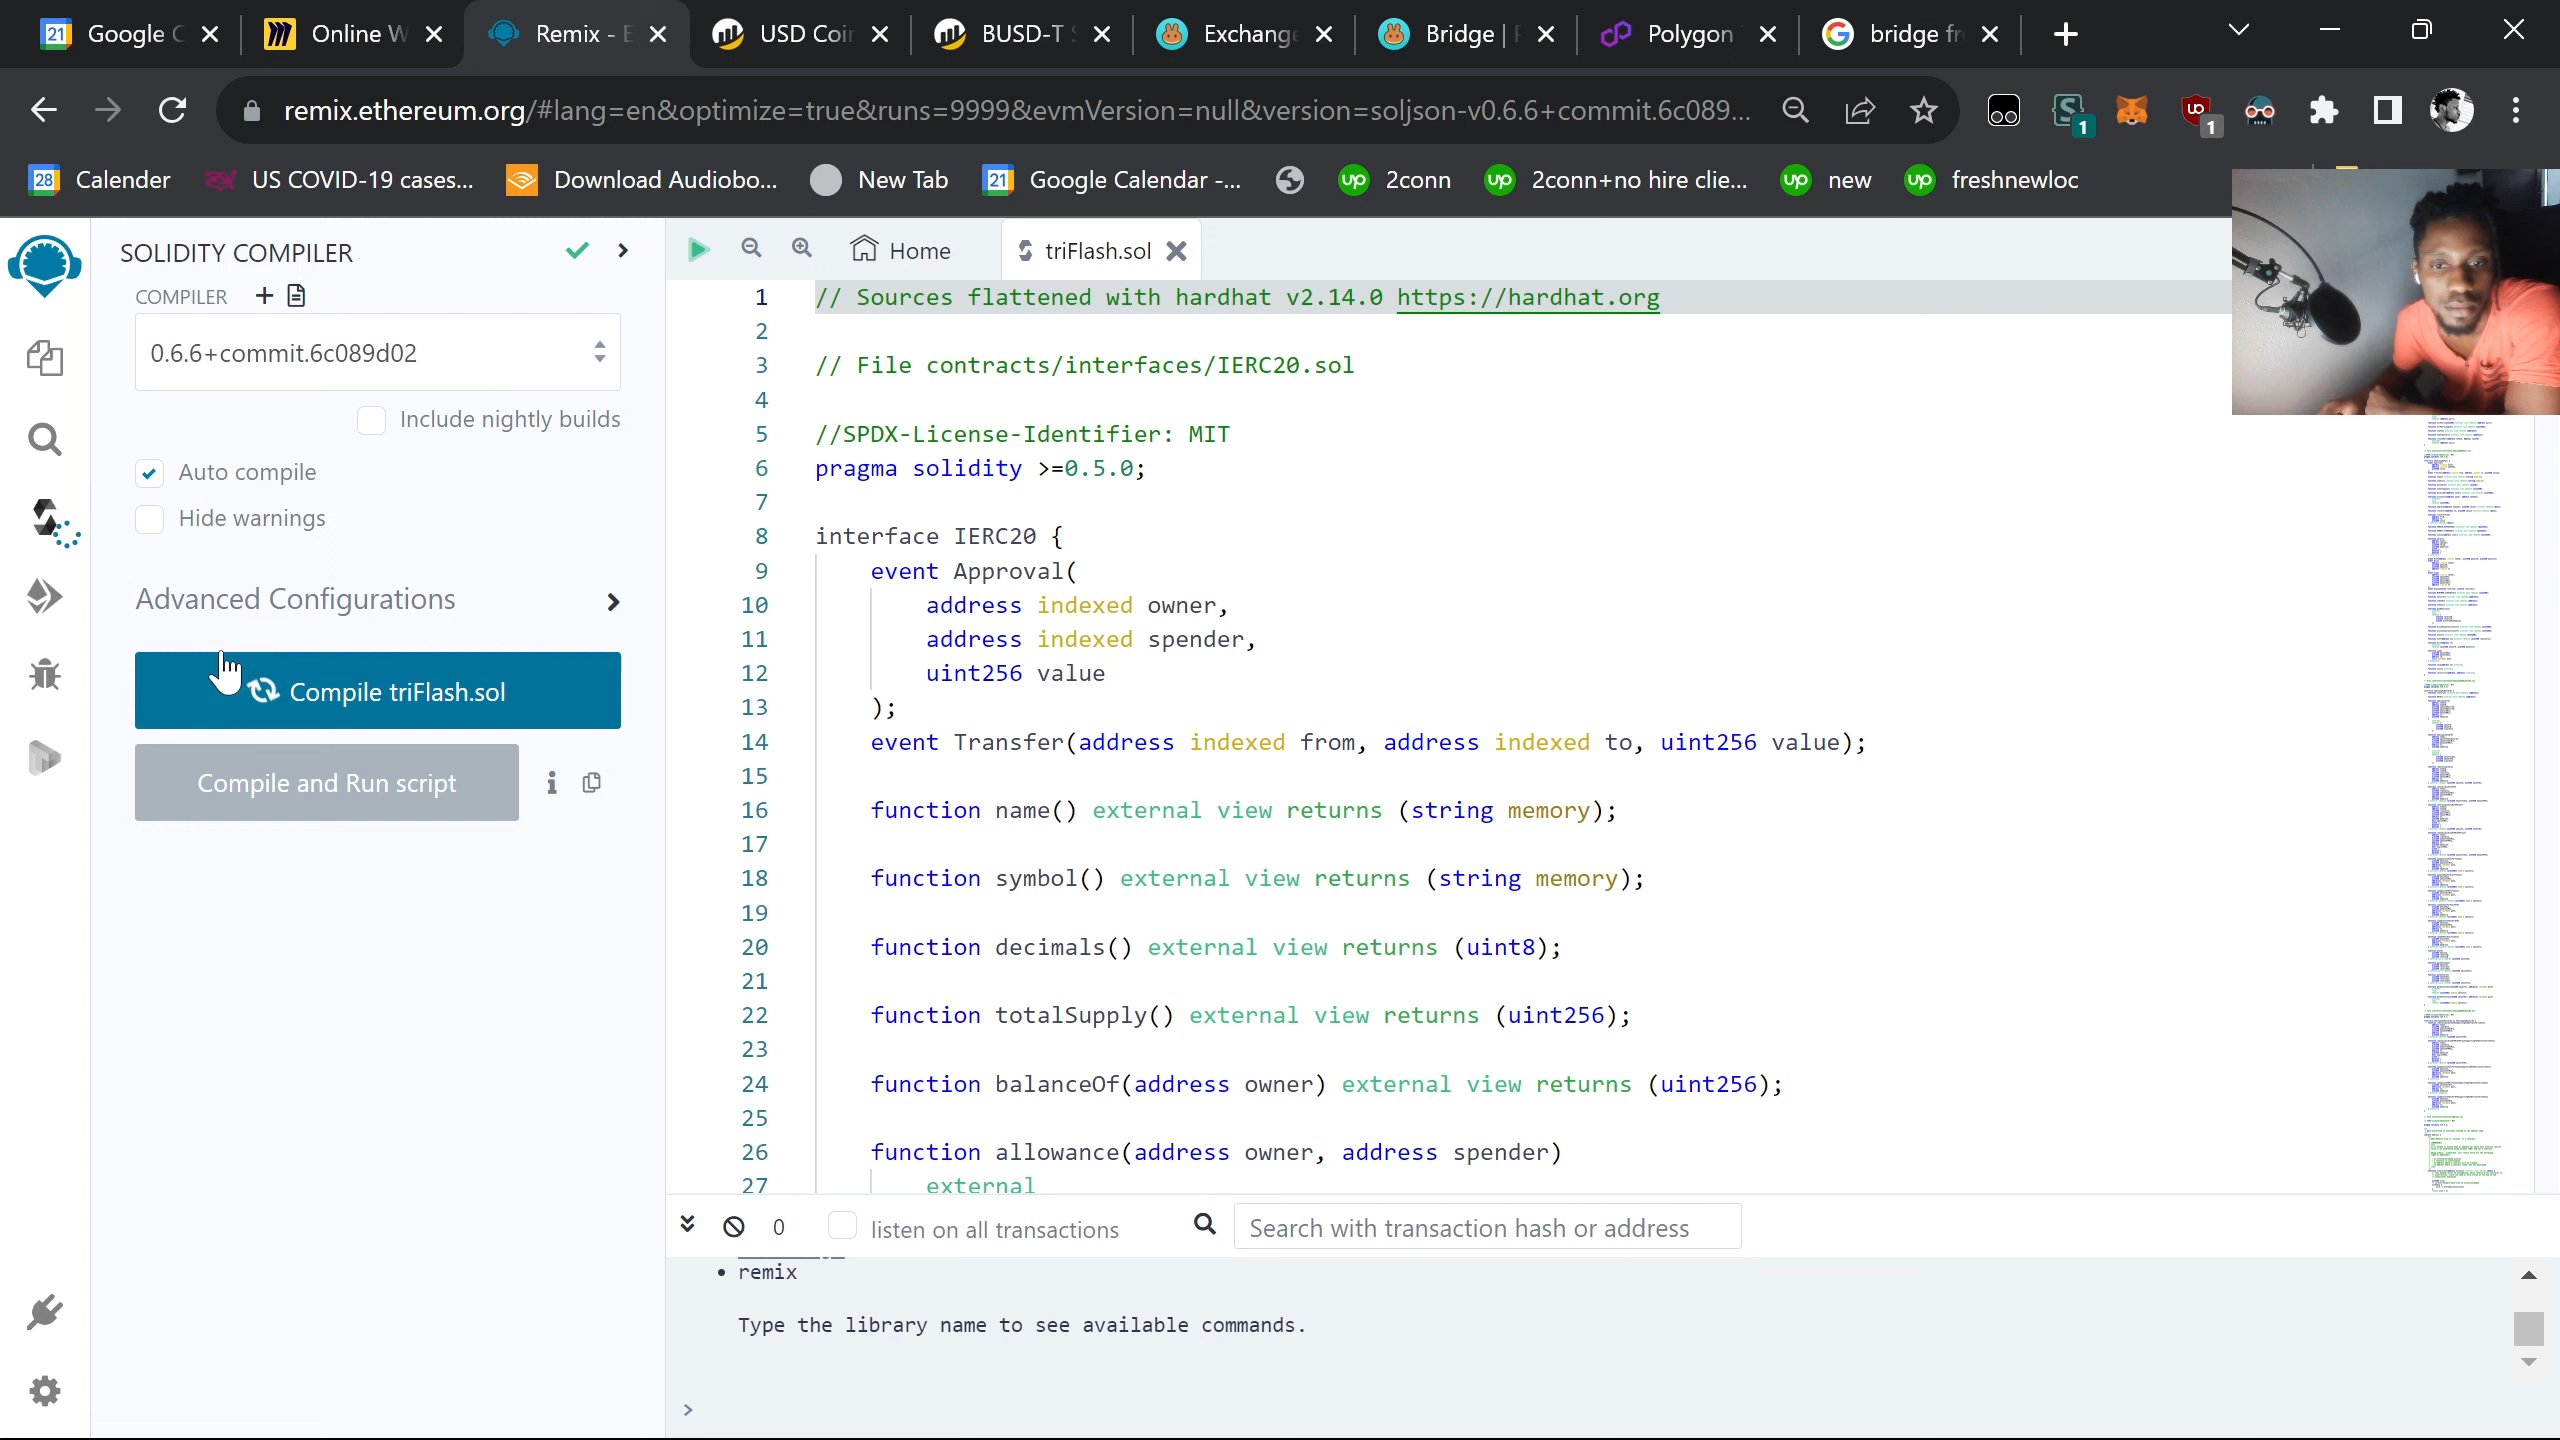 Google C
Online W
Remix - E
USD Coin
BUSD-T S
Exchange
Bridge | P
Polygon
bridge fr
remix.ethereum.org/#lang=en&optimize=true&runs=9999&evmVersion=null&version=soljson-v0.6.6+commit.6c089...
1
1
28 Calender
US COVID-19 cases...
Download Audiobo...
New Tab
21 Google Calendar -...
2conn
2conn+no hire clie...
new
freshnewloc
SOLIDITY COMPILER
COMPILER
0.6.6+commit.6c089d02
Include nightly builds
Auto compile
Hide warnings
Advanced Configurations
Compile triFlash.sol
Compile and Run script
Home
triFlash.sol
1 // Sources flattened with hardhat v2.14.0 https://hardhat.org
2
3 // File contracts/interfaces/IERC20.sol
4
5 //SPDX-License-Identifier: MIT
6 pragma solidity >=0.5.0;
7
8 interface IERC20 {
9 event Approval(
10 address indexed owner,
11 address indexed spender,
12 uint256 value
13 );
14 event Transfer(address indexed from, address indexed to, uint256 value);
15
16 function name() external view returns (string memory);
17
18 function symbol() external view returns (string memory);
19
20 function decimals() external view returns (uint8);
21
22 function totalSupply() external view returns (uint256);
23
24 function balanceOf(address owner) external view returns (uint256);
25
26 function allowance(address owner, address spender)
27 external
0 listen on all transactions
Search with transaction hash or address
• remix
Type the library name to see available commands.
>